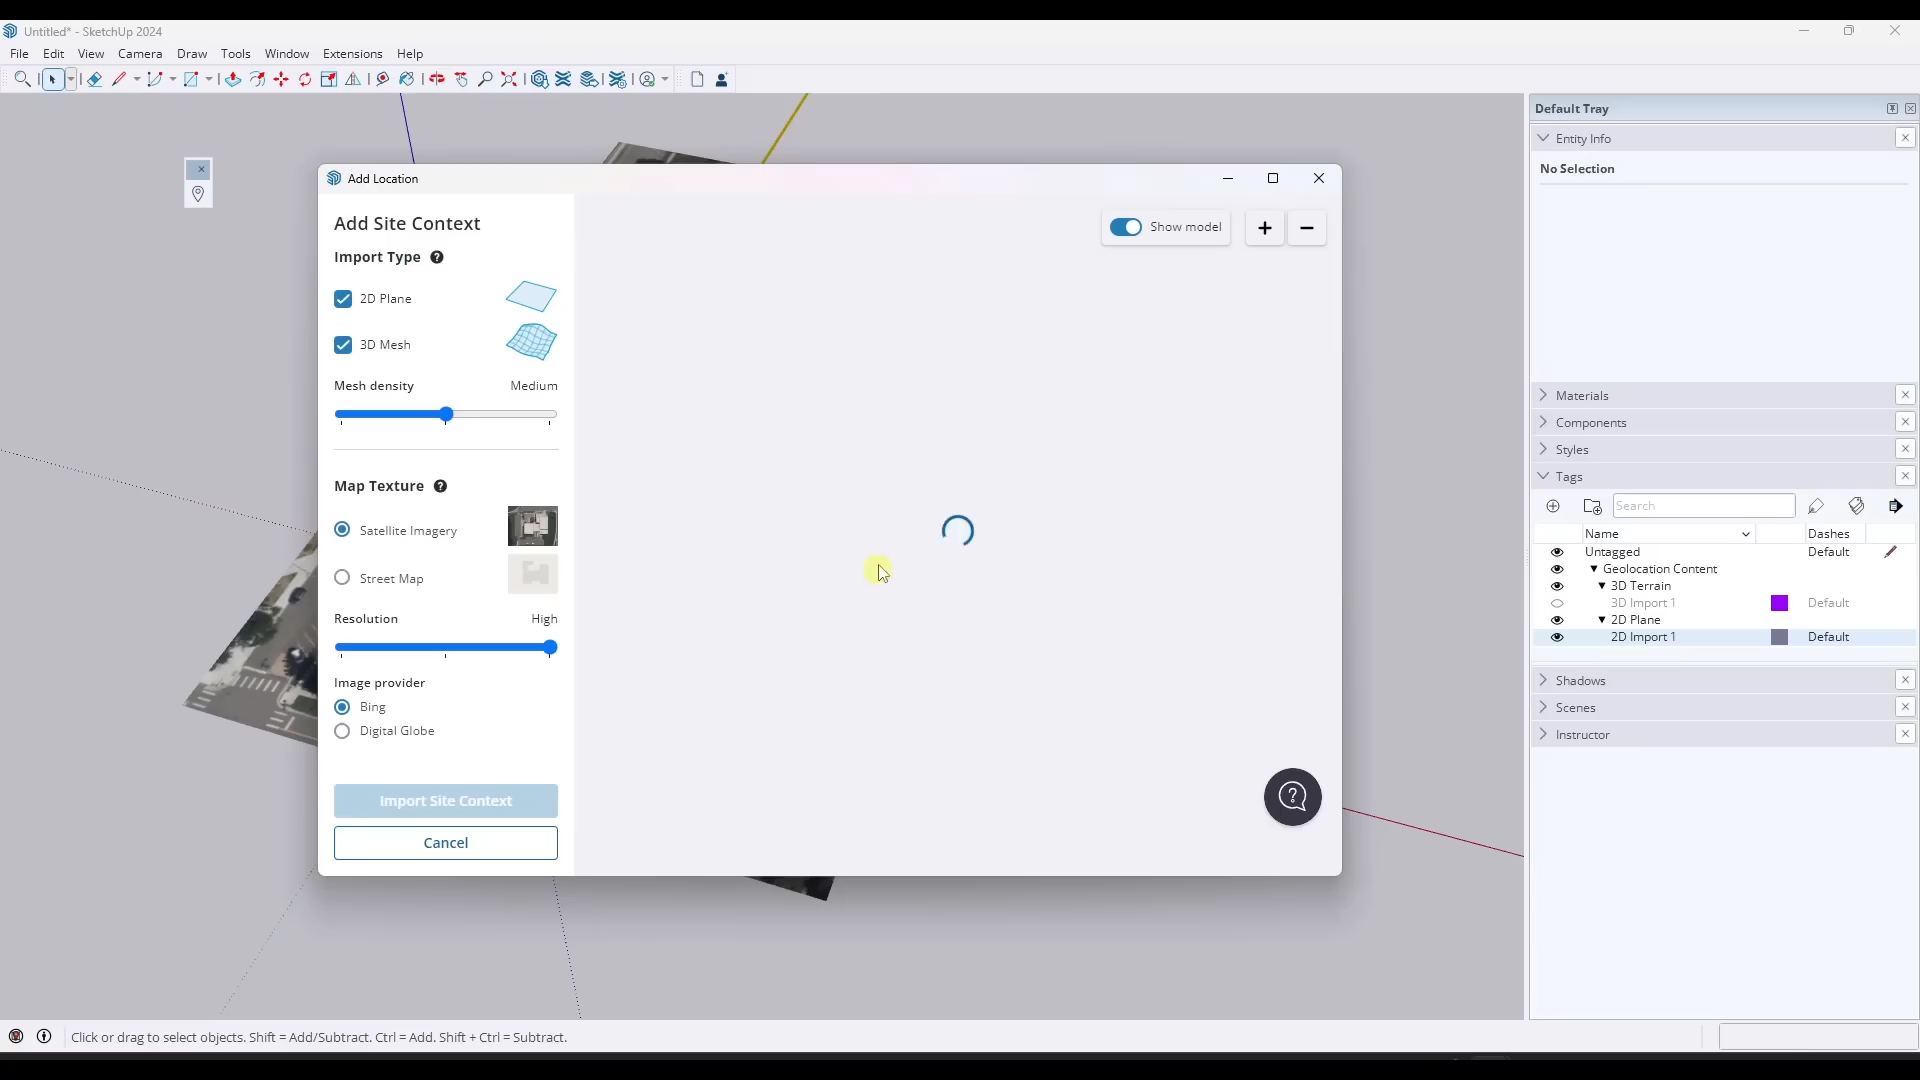 Untitled* - SketchUp 2024
File Edit View Camera Draw Tools Window Extensions Help
Default Tray
Entity Info
No Selection
Add Location
Add Site Context
Show model
Import Type
2D Plane
3D Mesh
Mesh density Medium
Map Texture
Satellite Imagery
Street Map
Resolution High
Image provider
Bing
Digital Globe
Import Site Context
Cancel
Materials
Components
Styles
Tags
Search
Name Dashes
Untagged Default
Geolocation Content
3D Terrain
3D Import 1 Default
2D Plane
2D Import 1 Default
Shadows
Scenes
Instructor
Click or drag to select objects. Shift = Add/Subtract. Ctrl = Add. Shift + Ctrl = Subtract.